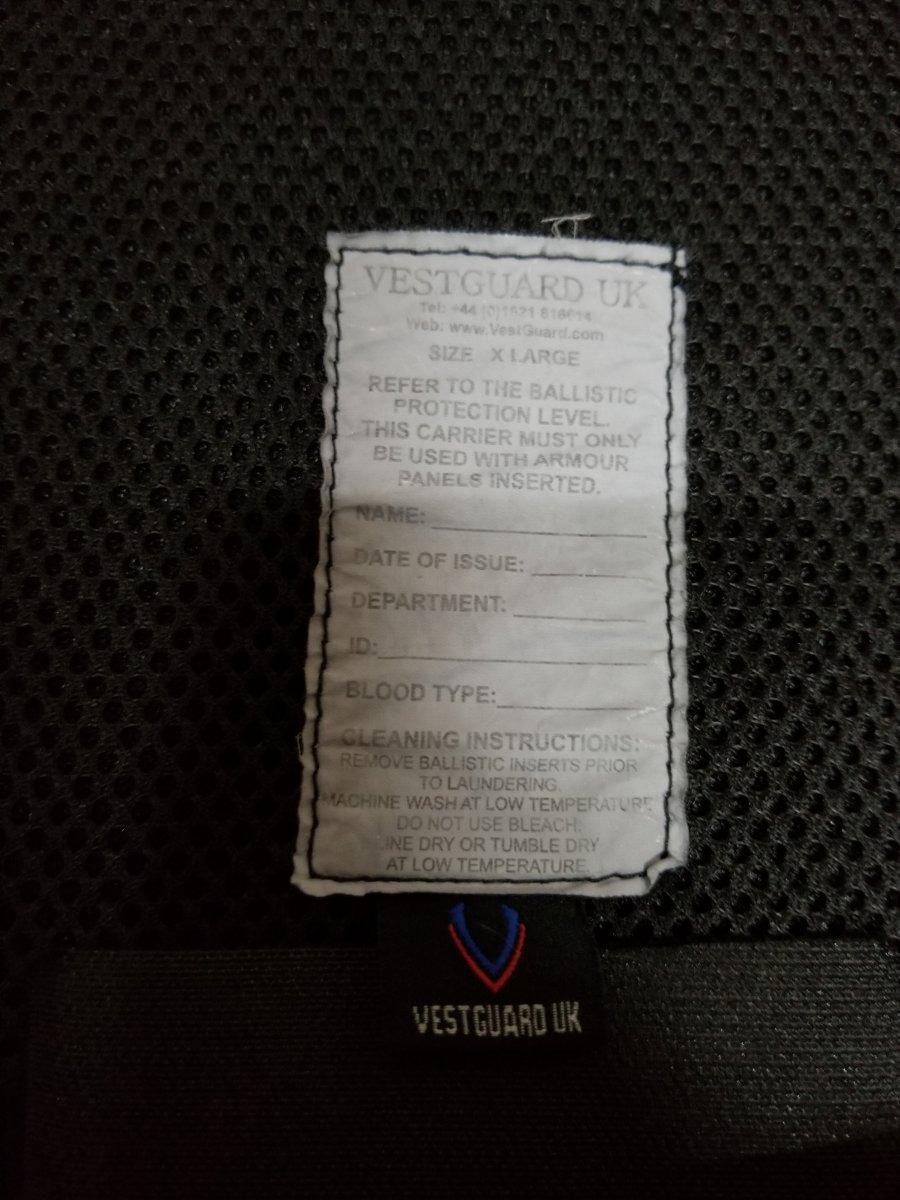 VESTGUARD UK
Tel: +44 (0)1621
Web: www.VestGuard.com
SIZE X LARGE
REFER TO THE BALLISTIC
PROTECTION LEVEL.
THIS CARRIER MUST ONLY
BE USED WITH ARMOUR
PANELS INSERTED.
NAME:
DATE OF ISSUE:
DEPARTMENT:
ID:
BLOOD TYPE:
CLEANING INSTRUCTIONS:
REMOVE BALLISTIC INSERTS PRIOR
TO LAUNDERING.
MACHINE WASH AT LOW TEMPERATURE
DO NOT USE BLEACH.
LINE DRY OR TUMBLE DRY
AT LOW TEMPERATURE.
VESTGUARD UK